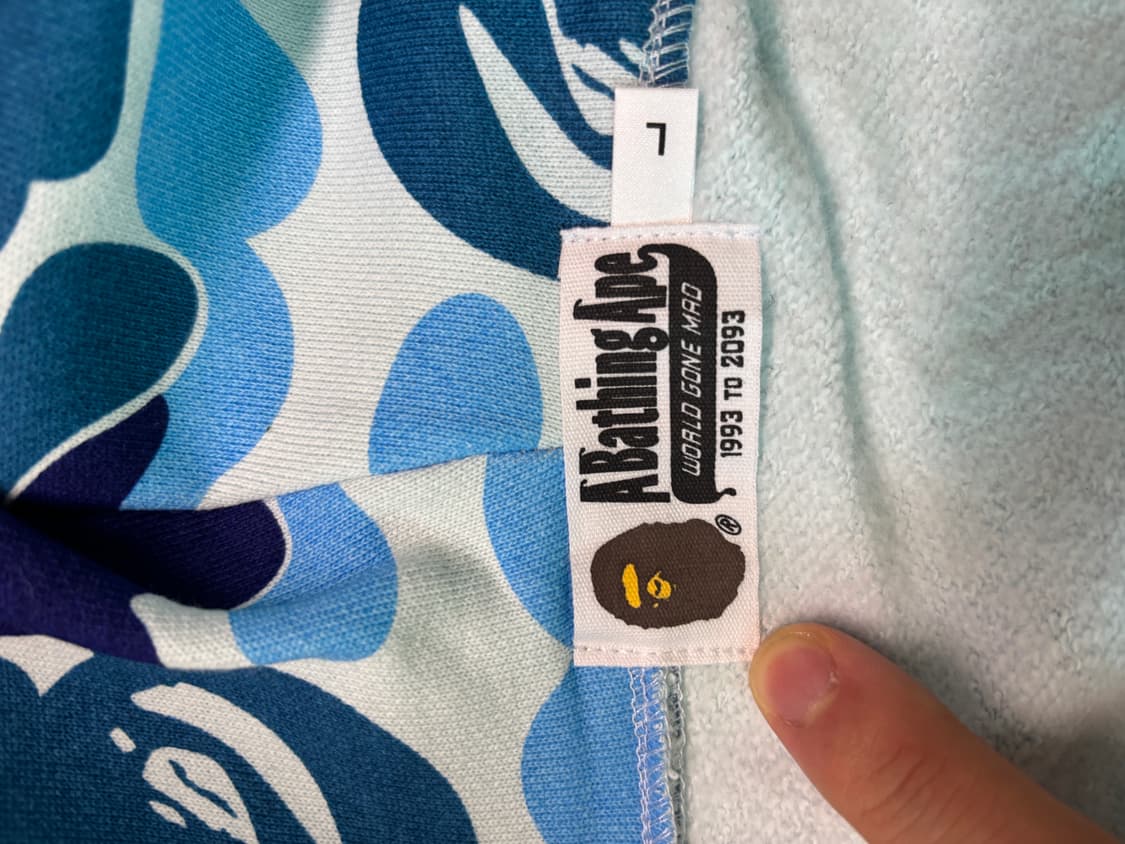 L
ABathingApe
WORLD GONE MAD
1993 TO 2093
®